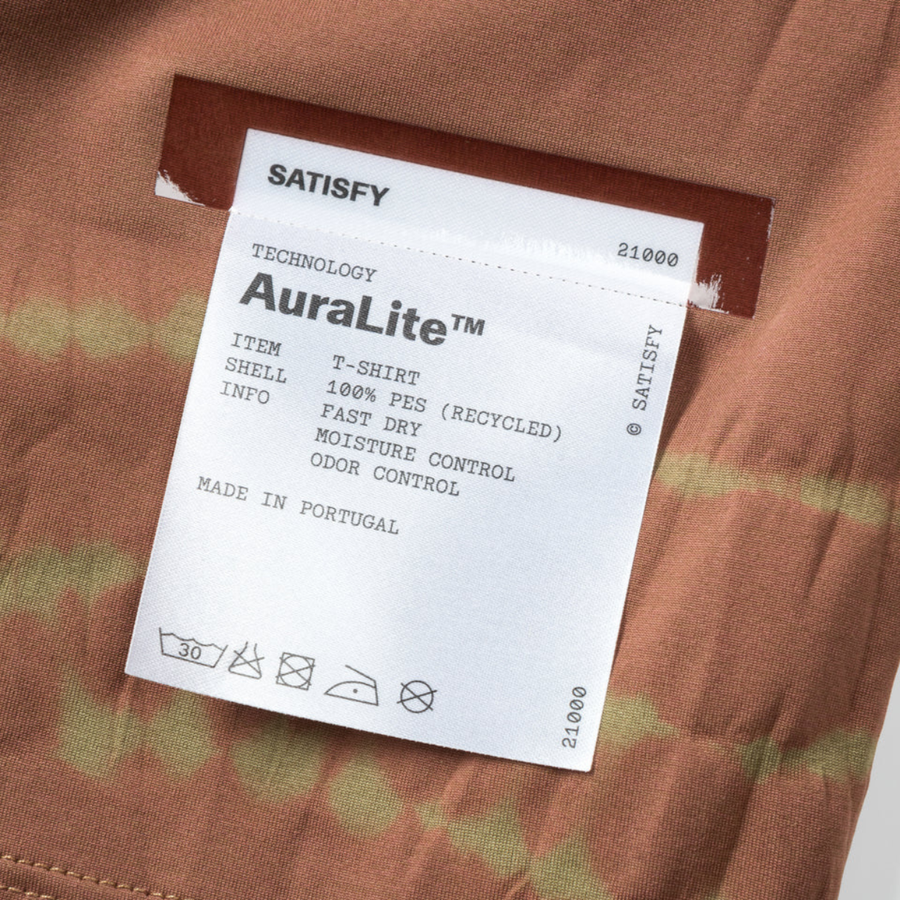 SATISFY
21000
TECHNOLOGY
AuraLite™
ITEM T-SHIRT
SHELL 100% PES (RECYCLED)
INFO FAST DRY
MOISTURE CONTROL
ODOR CONTROL
MADE IN PORTUGAL
© SATISFY
30
21000